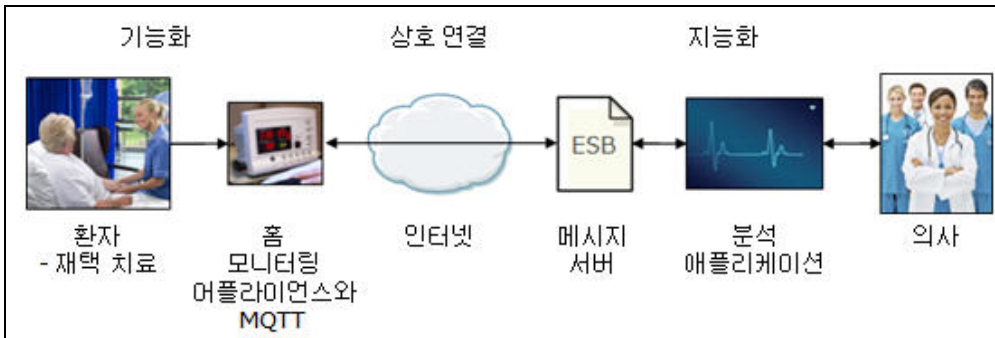 기능화
상호 연결
지능화
ESB
환자
- 재택 치료
홈
모니터링
어플라이언스와
MQTT
인터넷
메시지
서버
분석
애플리케이션
의사